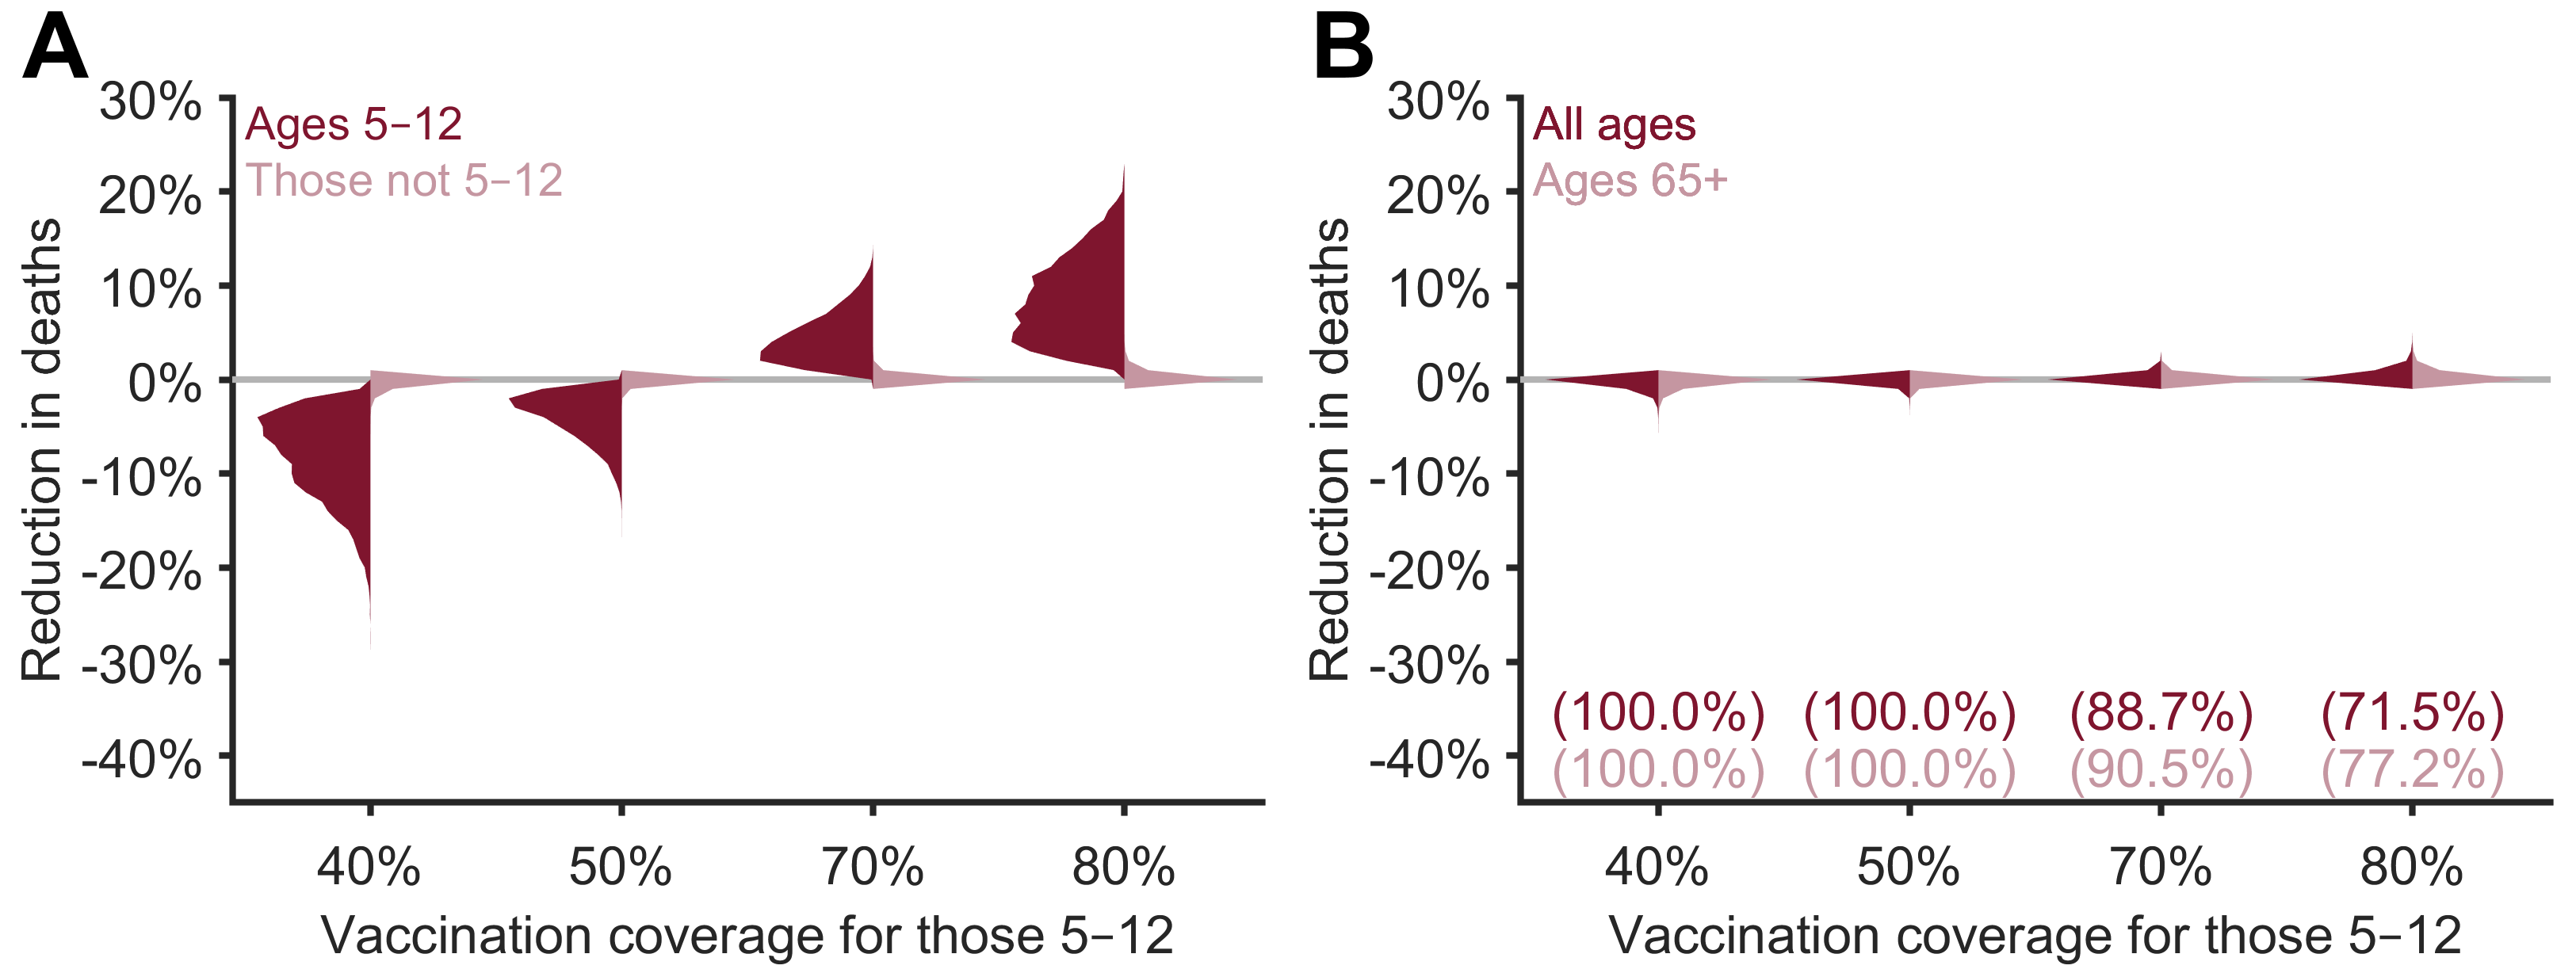 A
30%
20%
10%
0%
-10%
-20%
-30%
-40%
Reduction in deaths
Ages 5–12
Those not 5–12
40% 50% 70% 80%
Vaccination coverage for those 5–12
B
30%
20%
10%
0%
-10%
-20%
-30%
-40%
Reduction in deaths
All ages
Ages 65+
(100.0%) (100.0%) (88.7%) (71.5%)
(100.0%) (100.0%) (90.5%) (77.2%)
40% 50% 70% 80%
Vaccination coverage for those 5–12